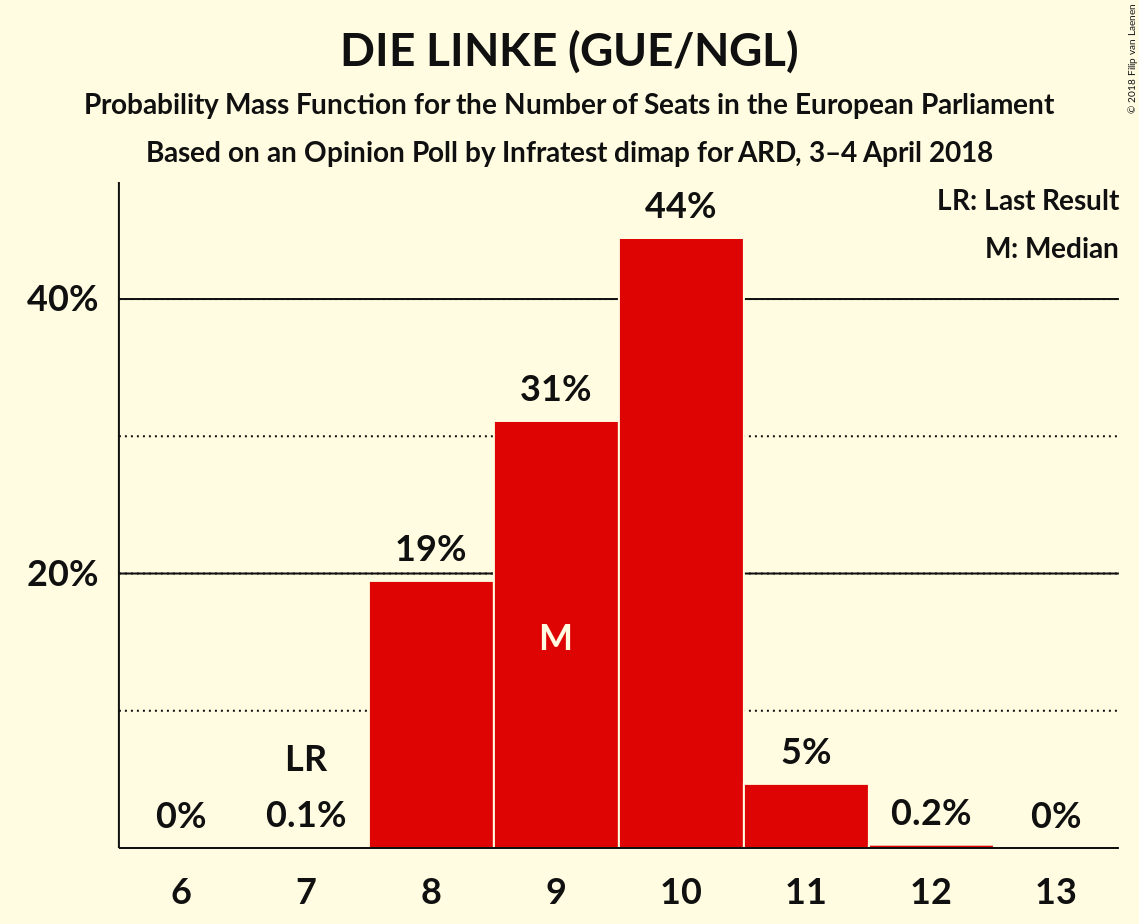 DIE LINKE (GUE/NGL)
Probability Mass Function for the Number of Seats in the European Parliament
Based on an Opinion Poll by Infratest dimap for ARD, 3–4 April 2018
© 2018 Filip van Laenen
LR: Last Result
M: Median
44%
40%
31%
19%
20%
M
LR
5%
0%
0.1%
0.2%
0%
6 7 8 9 10 11 12 13